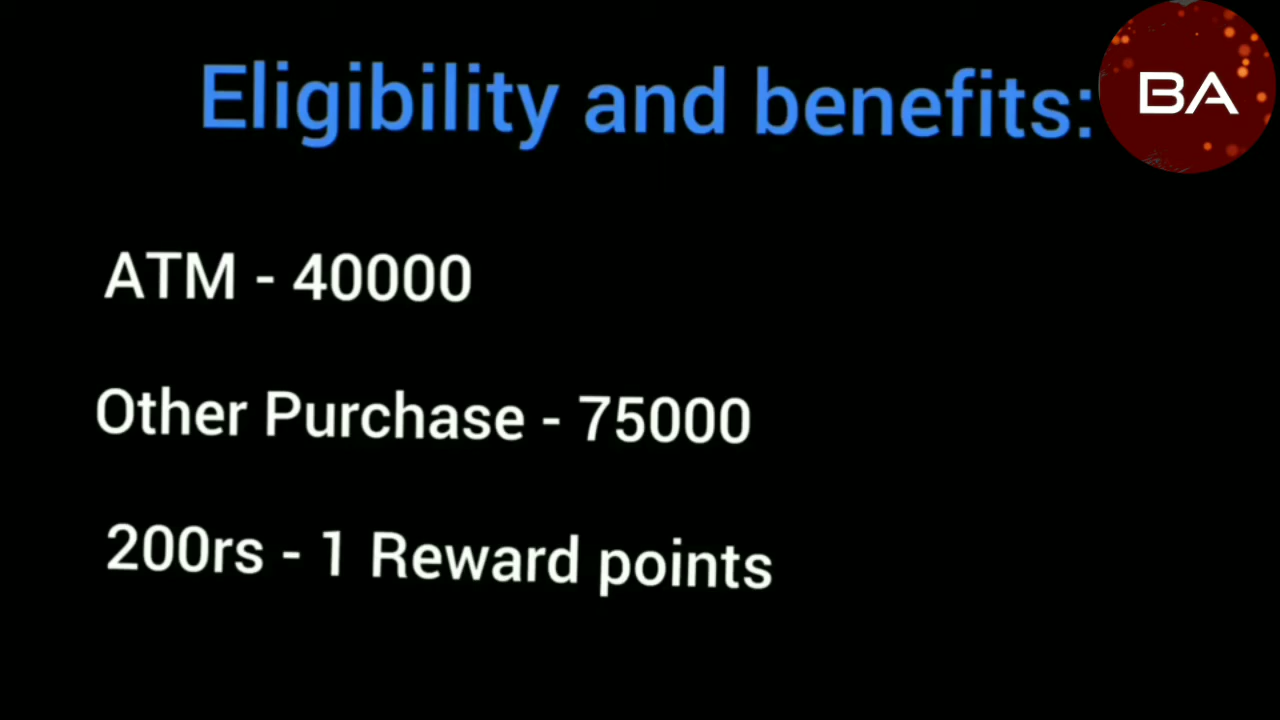 Eligibility and benefits:
BA
ATM - 40000
Other Purchase - 75000
200rs - 1 Reward points